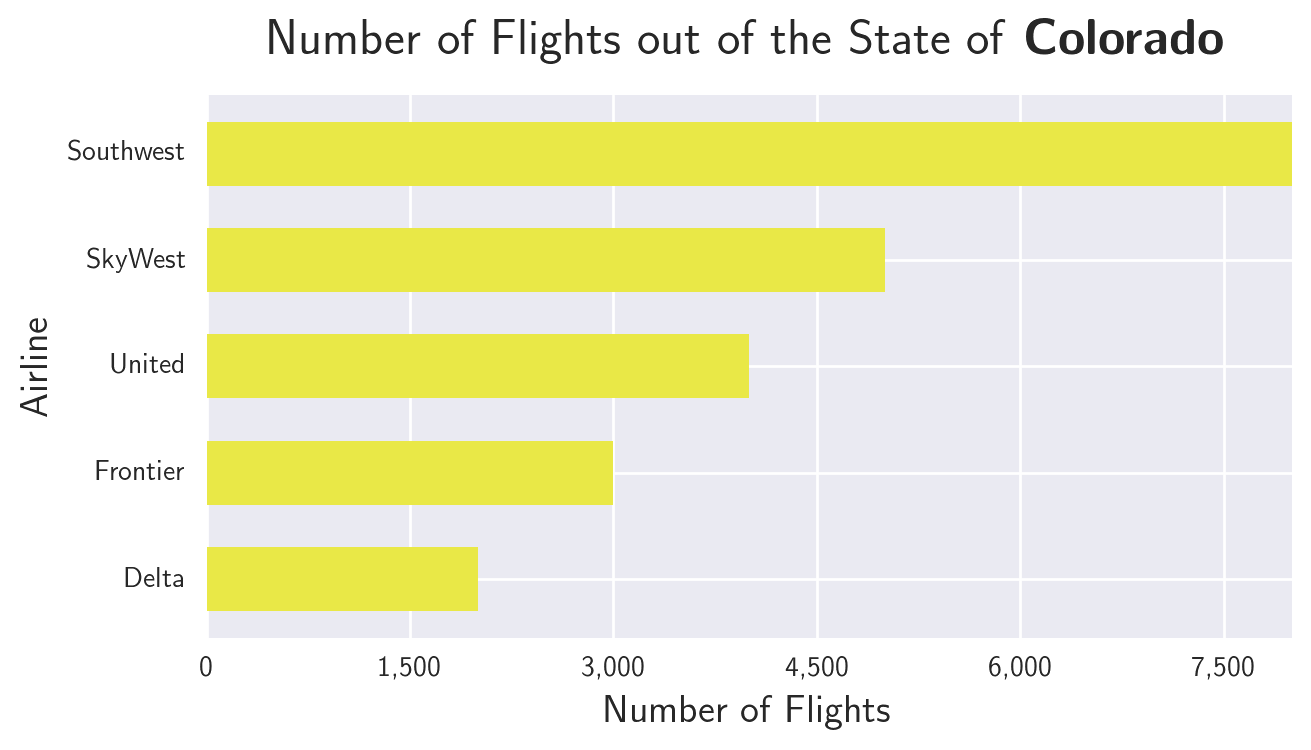 Number of Flights out of the State of Colorado
Southwest
SkyWest
United
Frontier
Delta
Airline
0 1,500 3,000 4,500 6,000 7,500
Number of Flights